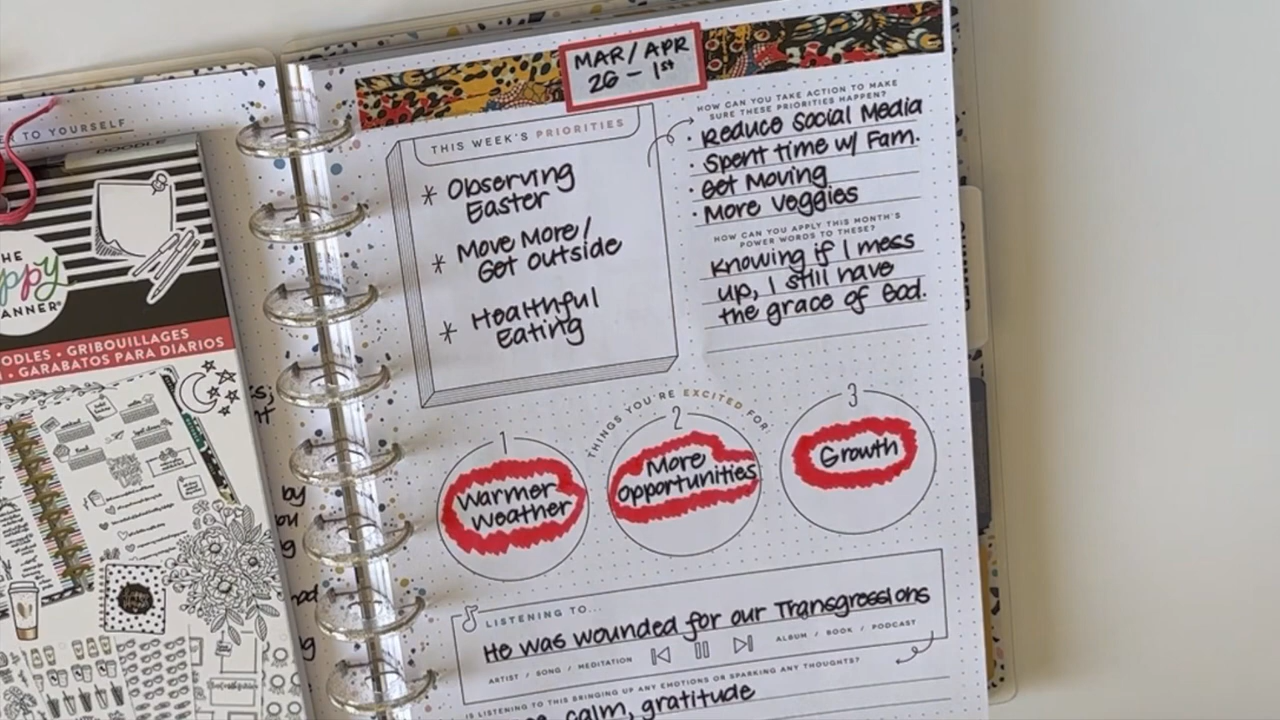 TO YOURSELF
DOODLE
THE
happy
PLANNER
DOODLES • GRIBOUILLAGES
• GARABATOS PARA DIARIOS
by
MAR/APR
26 – 1st
THIS WEEK'S PRIORITIES
* Observing
Easter
* Move More/
Get Outside
* Healthful
Eating
HOW CAN YOU TAKE ACTION TO MAKE
SURE THESE PRIORITIES HAPPEN?
• Reduce Social Media
• Spent time w/ Fam.
• Get Moving
• More Veggies
HOW CAN YOU APPLY THIS MONTH'S
POWER WORDS TO THESE?
Knowing if I mess
up, I still have
the grace of God.
THINGS YOU'RE EXCITED FOR:
1
Warmer
Weather
2
More
Opportunities
3
Growth
LISTENING TO...
He was wounded for our Transgressions
ARTIST / SONG / MEDITATION
ALBUM / BOOK / PODCAST
IS LISTENING TO THIS BRINGING UP ANY EMOTIONS OR SPARKING ANY THOUGHTS?
calm, gratitude